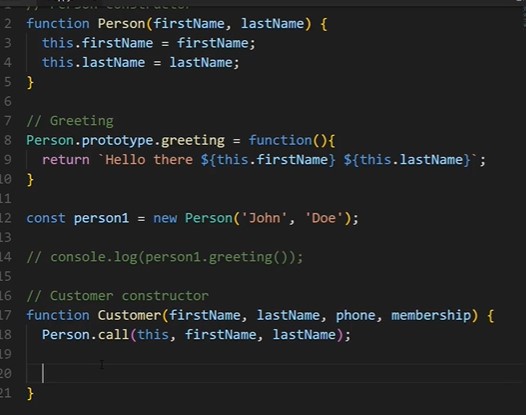 // Person constructor
2 function Person(firstName, lastName) {
3 this.firstName = firstName;
4 this.lastName = lastName;
5 }
6
7 // Greeting
8 Person.prototype.greeting = function(){
9 return `Hello there ${this.firstName} ${this.lastName}`;
10 }
11
12 const person1 = new Person('John', 'Doe');
13
14 // console.log(person1.greeting());
15
16 // Customer constructor
17 function Customer(firstName, lastName, phone, membership) {
18 Person.call(this, firstName, lastName);
19
20
21 }